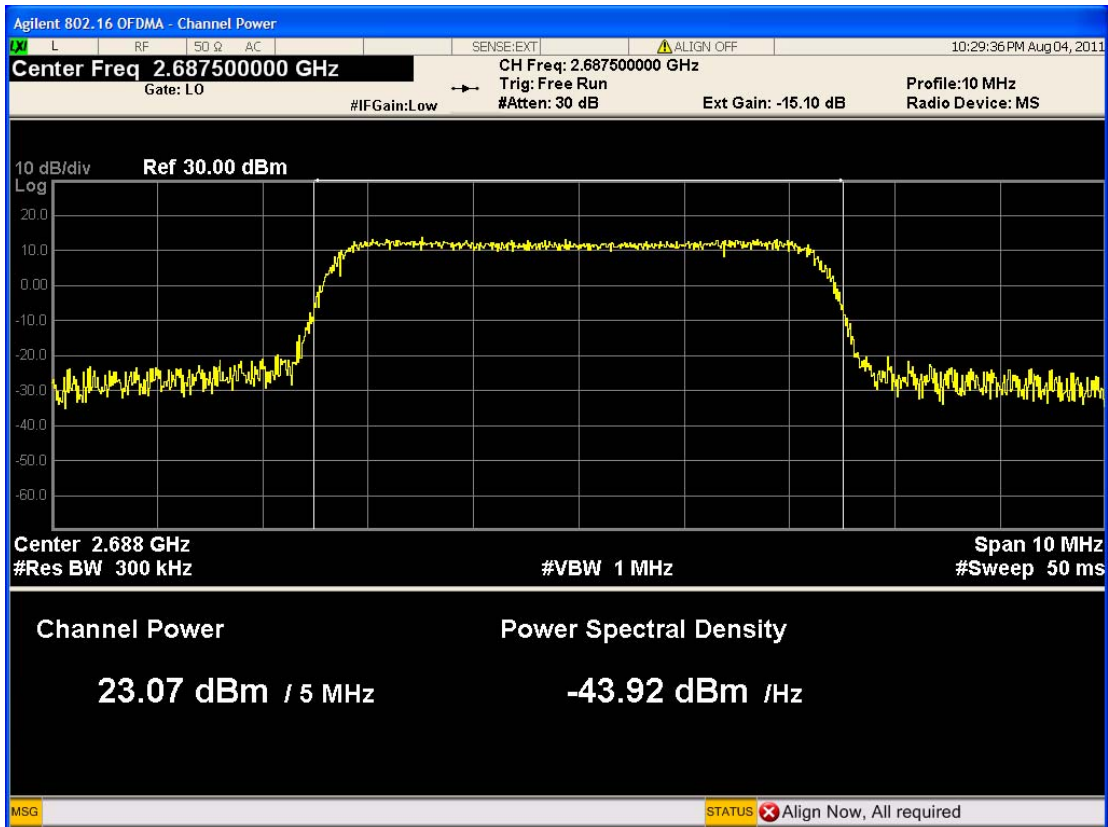 Agilent 802.16 OFDMA - Channel Power
LXI L RF 50 Ω AC SENSE:EXT ALIGN OFF 10:29:36 PM Aug 04, 2011
Center Freq 2.687500000 GHz
Gate: LO
#IFGain:Low
CH Freq: 2.687500000 GHz
Trig: Free Run
#Atten: 30 dB
Ext Gain: -15.10 dB
Profile:10 MHz
Radio Device: MS
10 dB/div Ref 30.00 dBm
Log
20.0
10.0
0.00
-10.0
-20.0
-30.0
-40.0
-50.0
-60.0
Center 2.688 GHz Span 10 MHz
#Res BW 300 kHz #VBW 1 MHz #Sweep 50 ms
Channel Power Power Spectral Density
23.07 dBm / 5 MHz -43.92 dBm /Hz
MSG STATUS Align Now, All required